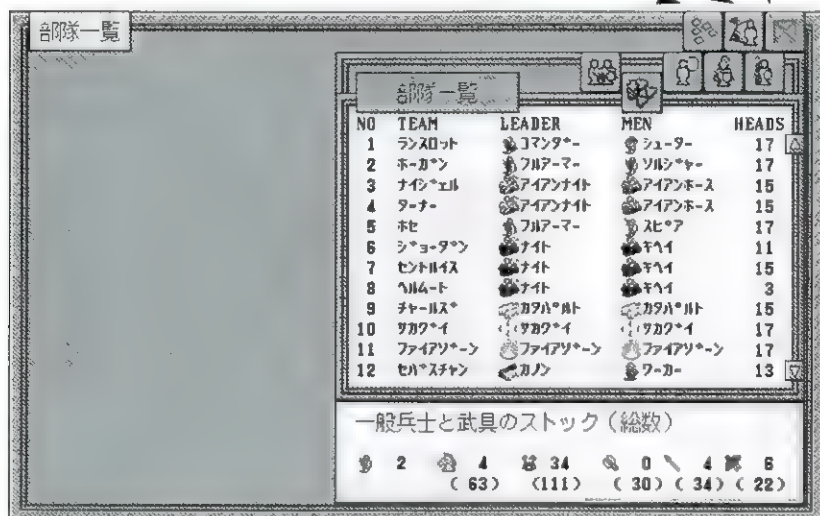 部隊一覧
部隊一覧
NO TEAM LEADER MEN HEADS
1 ランスロット コマンダー シューター 17
2 ホーガン フルアーマー ソルジャー 17
3 ナイジェル アイアンナイト アイアンホース 15
4 ターナー アイアンナイト アイアンホース 15
5 ホセ フルアーマー スピア 17
6 ジョーダン ナイト キヘイ 11
7 セントルイス ナイト キヘイ 15
8 ヘルムート ナイト キヘイ 3
9 チャールズ カタパルト カタパルト 15
10 サカグイ サカグイ サカグイ 17
11 ファイアゾーン ファイアゾーン ファイアゾーン 17
12 セバスチャン カノン ワーカー 13
一般兵士と武具のストック（総数）
2 4 34 0 4 6
(63) (111) (30) (34) (22)